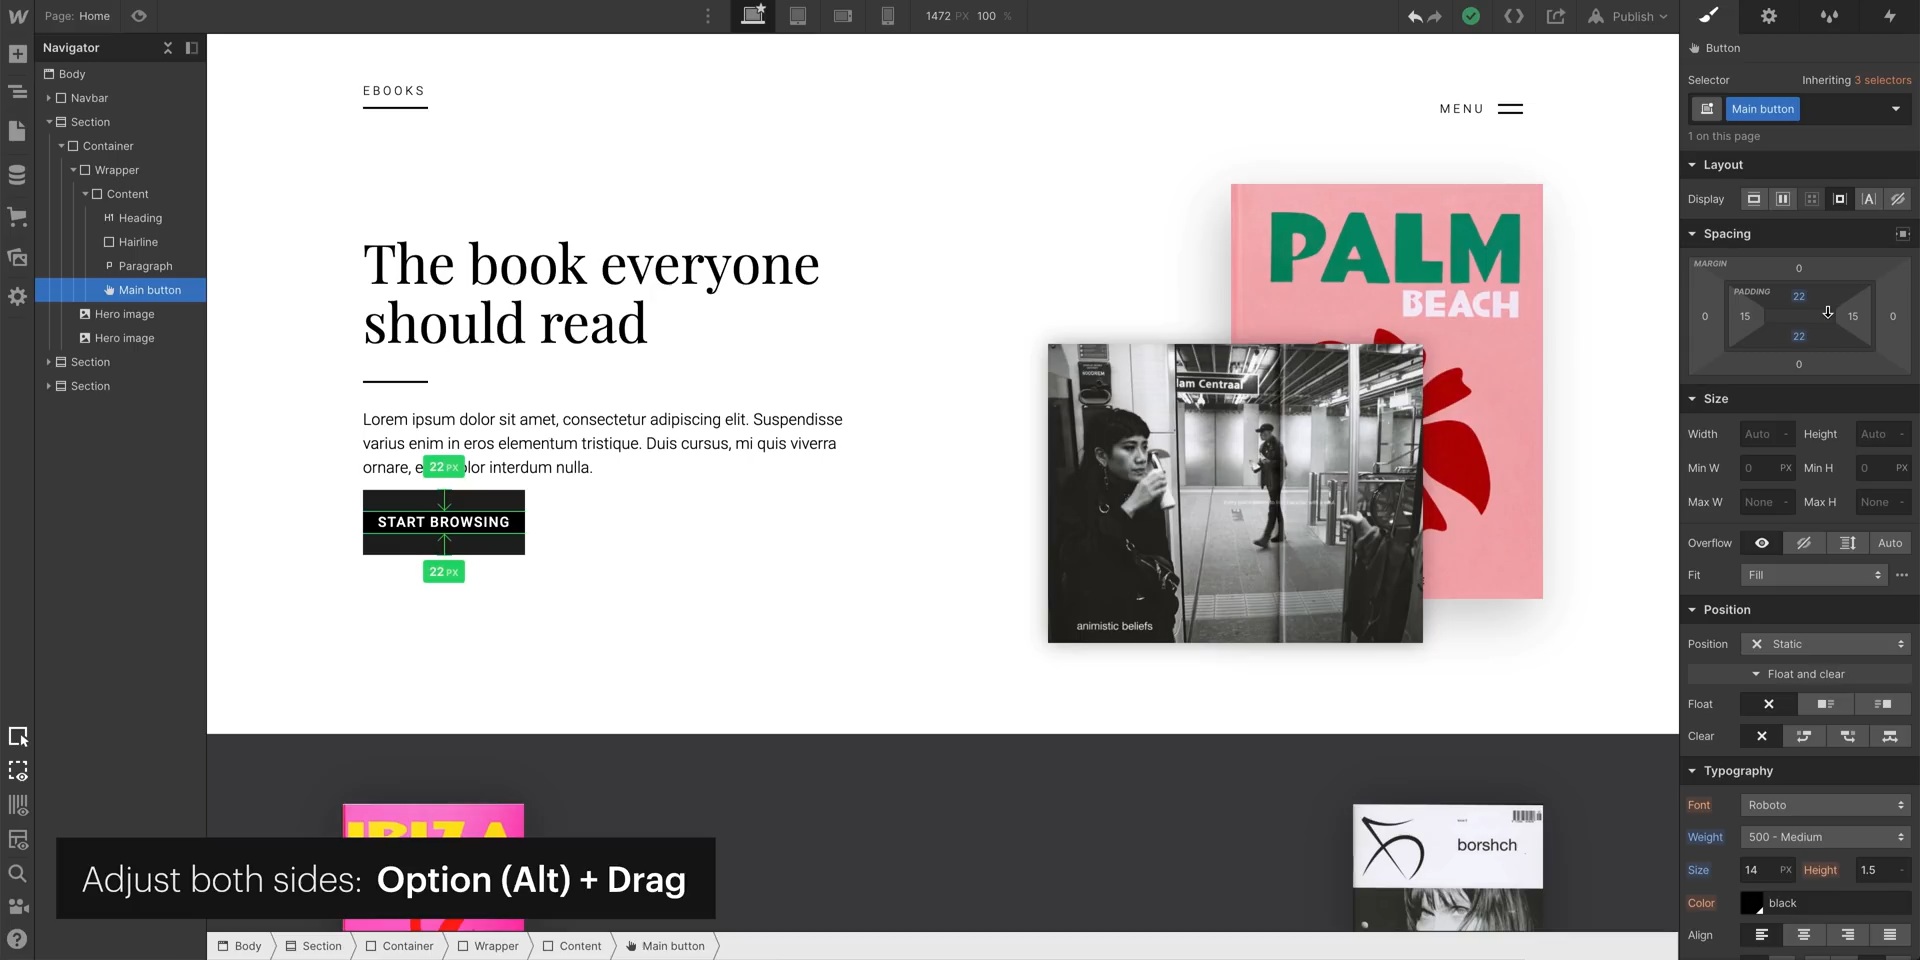 Page: Home
1472 PX 100 %
Publish
Navigator
Body
Navbar
Section
Container
Wrapper
Content
H1 Heading
Hairline
P Paragraph
Main button
Hero image
Hero image
Section
Section
EBOOKS
MENU
The book everyone
should read
Lorem ipsum dolor sit amet, consectetur adipiscing elit. Suspendisse
varius enim in eros elementum tristique. Duis cursus, mi quis viverra
ornare, e
lor interdum nulla.
22 PX
START BROWSING
22 PX
PALM
BEACH
lam Centraal
animistic beliefs
IBIZA
borshch
Adjust both sides: Option (Alt) + Drag
Body
Section
Container
Wrapper
Content
Main button
Button
Selector
Inheriting 3 selectors
Main button
1 on this page
Layout
Display
Spacing
MARGIN
0
PADDING
22
0
15
15
0
22
0
Size
Width Auto - Height Auto -
Min W 0 PX Min H 0 PX
Max W None - Max H None -
Overflow Auto
Fit Fill
Position
Position Static
Float and clear
Float
Clear
Typography
Font Roboto
Weight 500 - Medium
Size 14 PX Height 1.5 -
Color black
Align